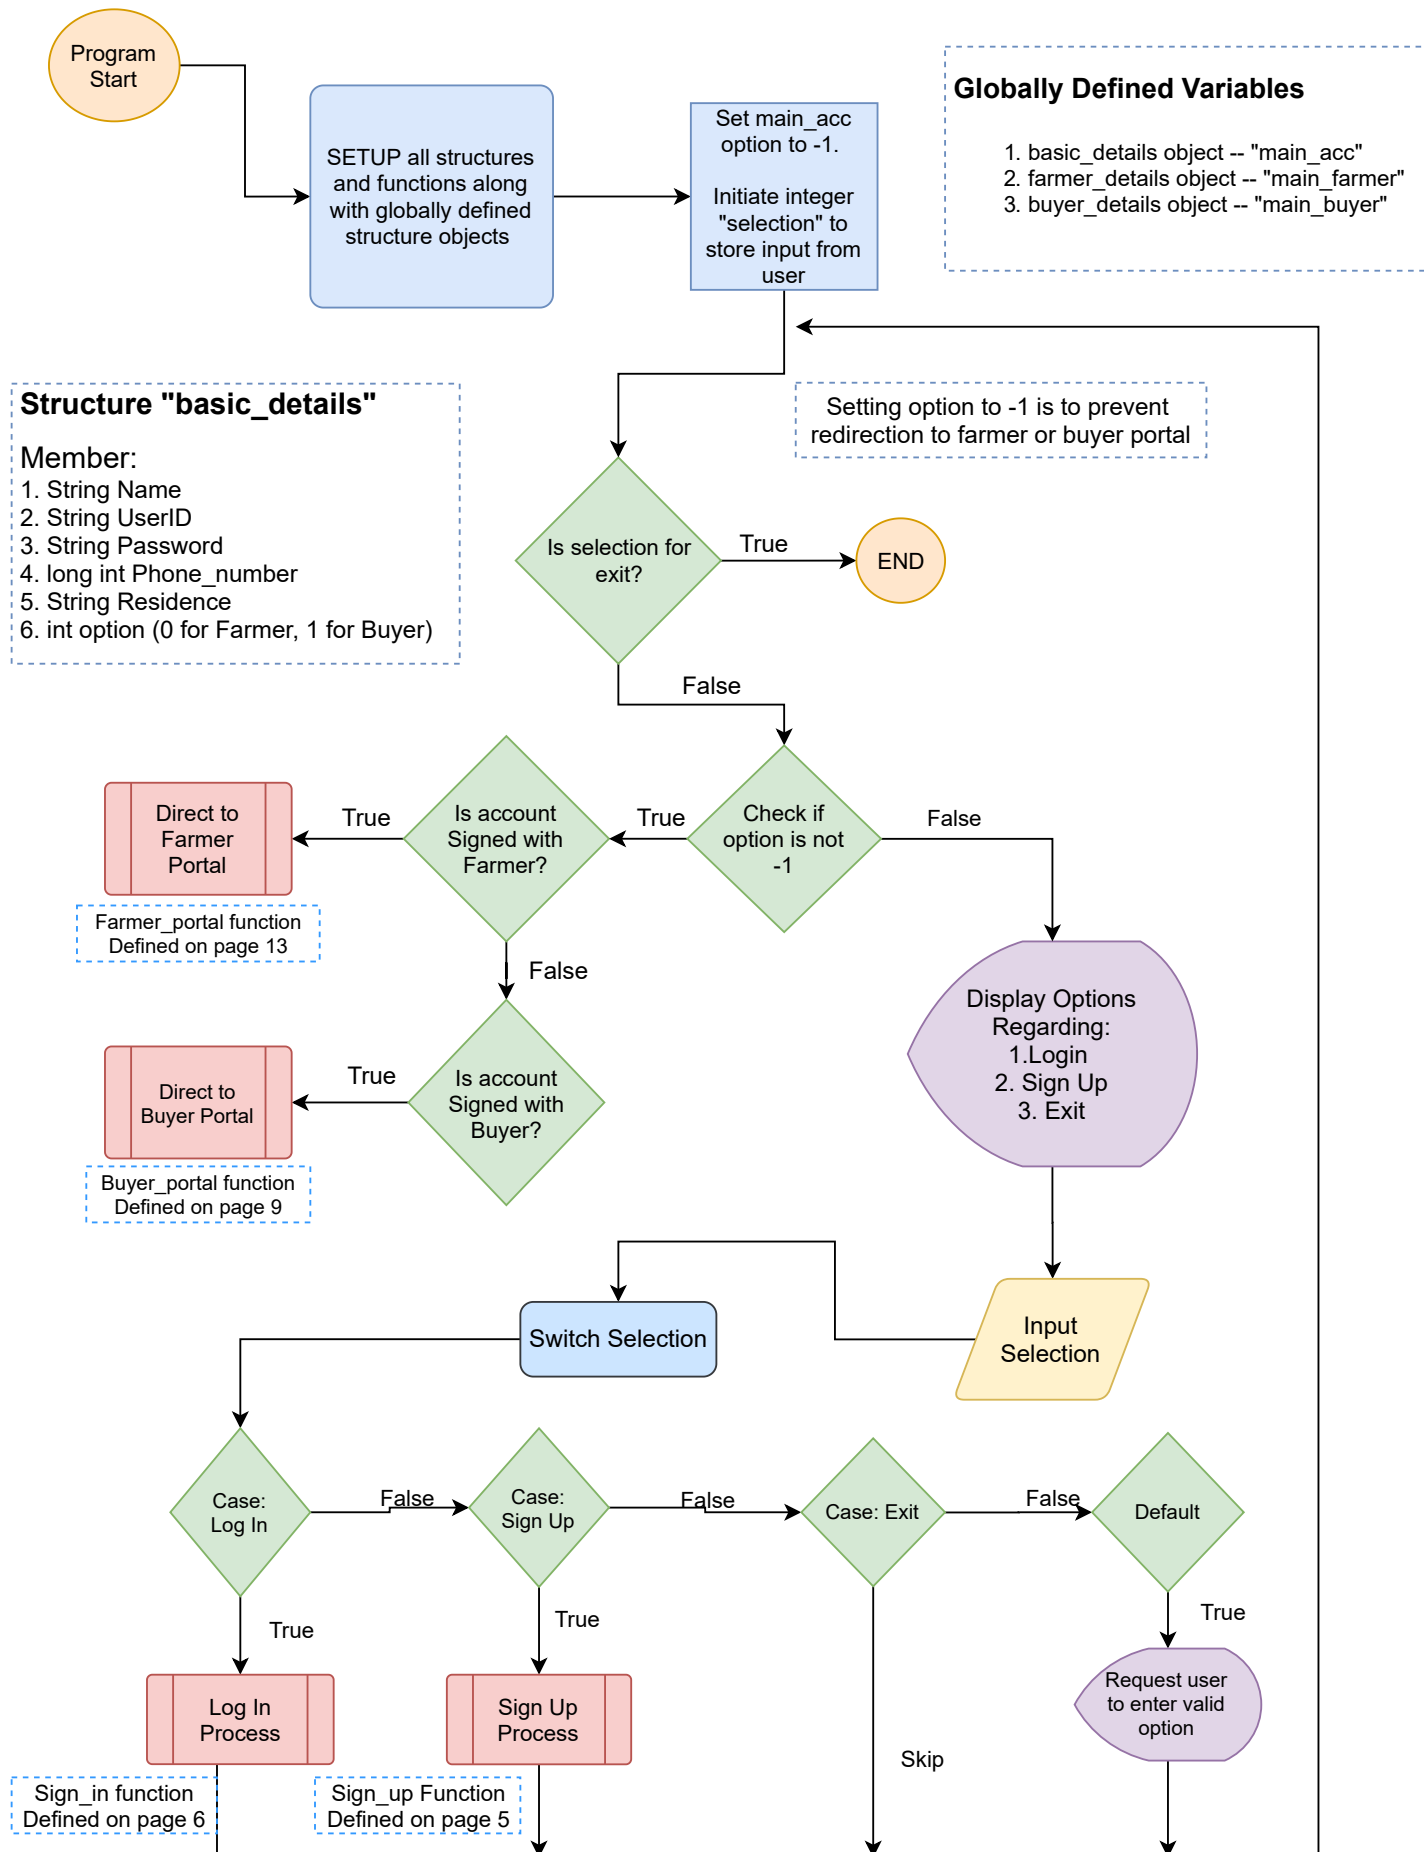 Program
Start
SETUP all structures
and functions along
with globally defined
structure objects
Set main_acc
option to -1.
Initiate integer
"selection" to
store input from
user
Globally Defined Variables
1. basic_details object -- "main_acc"
2. farmer_details object -- "main_farmer"
3. buyer_details object -- "main_buyer"
Structure "basic_details"
Member:
1. String Name
2. String UserID
3. String Password
4. long int Phone_number
5. String Residence
6. int option (0 for Farmer, 1 for Buyer)
Setting option to -1 is to prevent
redirection to farmer or buyer portal
Is selection for
exit?
True
END
False
Direct to
Farmer
Portal
True
Is account
Signed with
Farmer?
True
Check if
option is not
-1
False
Farmer_portal function
Defined on page 13
False
Display Options
Regarding:
1.Login
2. Sign Up
3. Exit
Direct to
Buyer Portal
True
Is account
Signed with
Buyer?
Buyer_portal function
Defined on page 9
Switch Selection
Input
Selection
Case:
Log In
False
Case:
Sign Up
False
Case: Exit
False
Default
True
True
True
Log In
Process
Sign Up
Process
Request user
to enter valid
option
Skip
Sign_in function
Defined on page 6
Sign_up Function
Defined on page 5